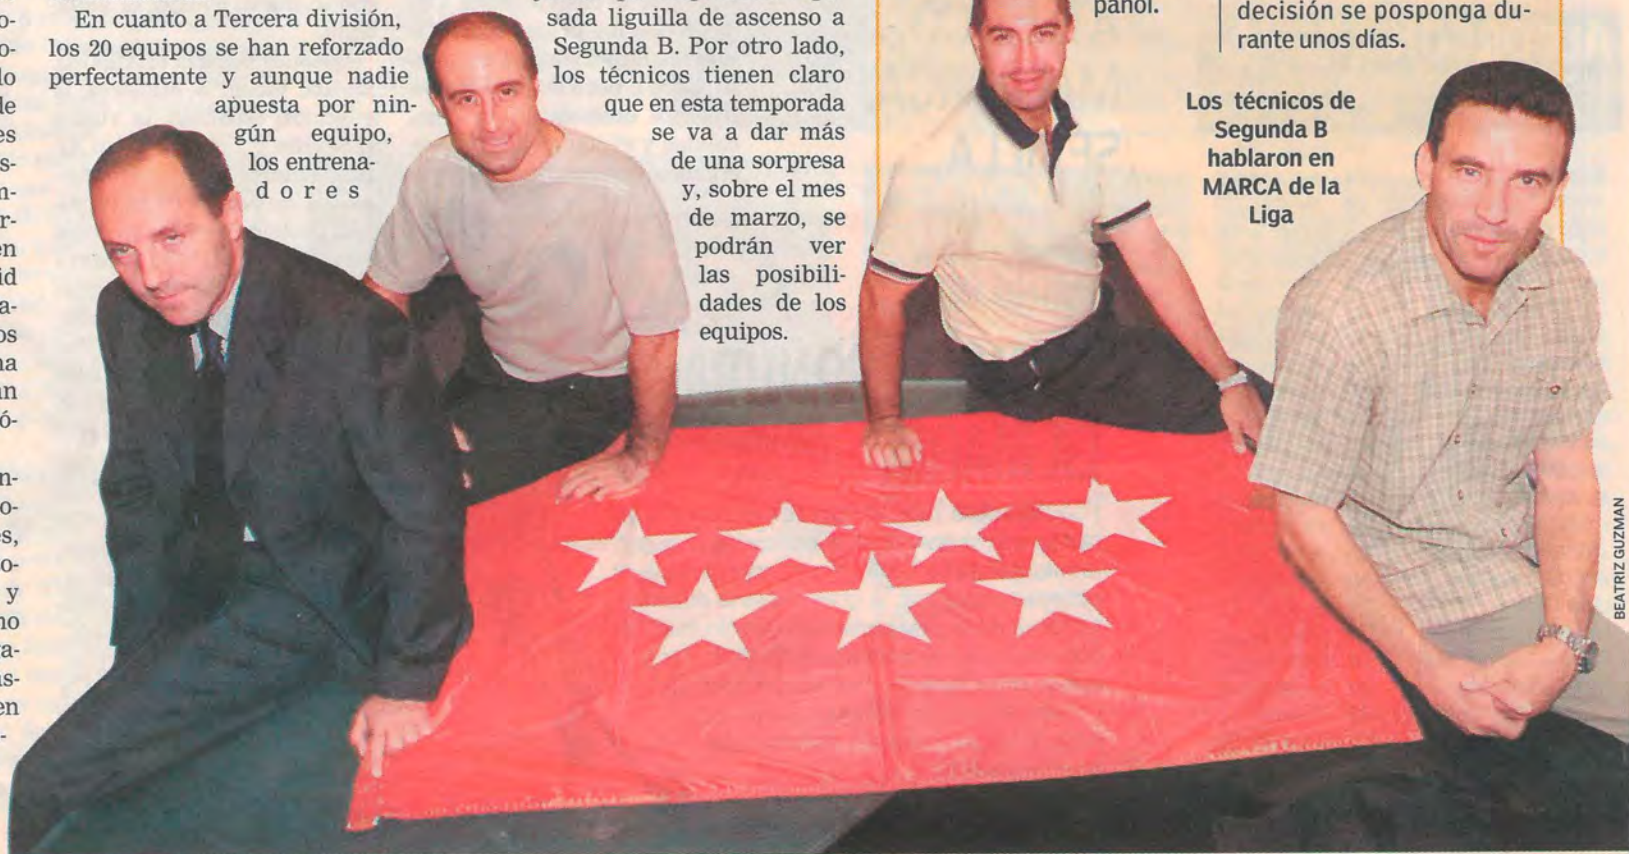 En cuanto a Tercera división,
los 20 equipos se han reforzado
perfectamente y aunque nadie
apuesta por nin-
gún equipo,
los entrena-
dores
sada liguilla de ascenso a
Segunda B. Por otro lado,
los técnicos tienen claro
que en esta temporada
se va a dar más
de una sorpresa
y, sobre el mes
de marzo, se
podrán ver
las posibili-
dades de los
equipos.
pañol.
decisión se posponga du-
rante unos días.
Los técnicos de
Segunda B
hablaron en
MARCA de la
Liga
BEATRIZ GUZMAN